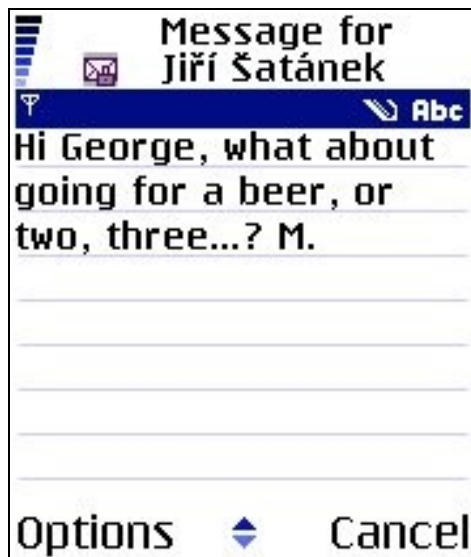 Message for
Jiří Šatánek
Abc
Hi George, what about
going for a beer, or
two, three...? M.
Options Cancel